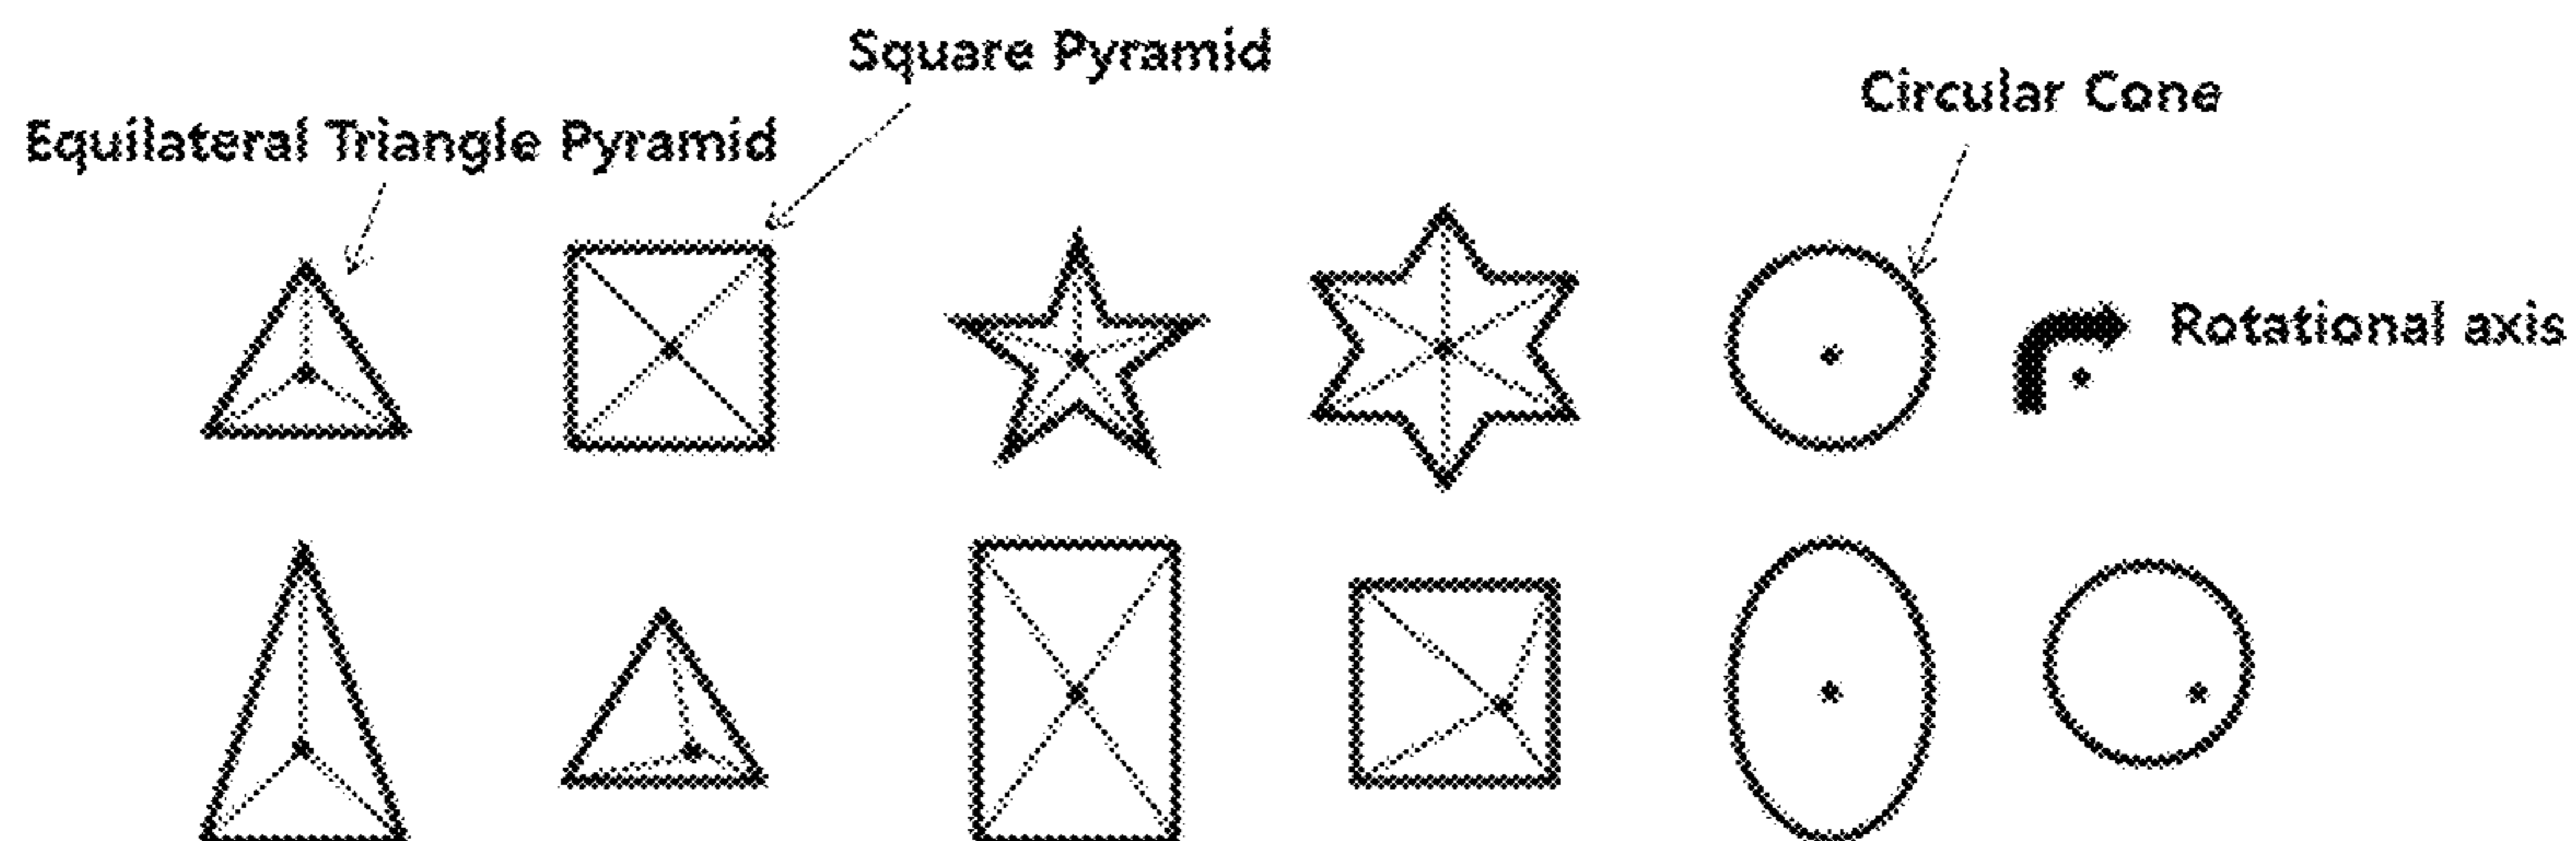 Square Pyramid
Circular Cone
Equilateral Triangle Pyramid
Rotational axis